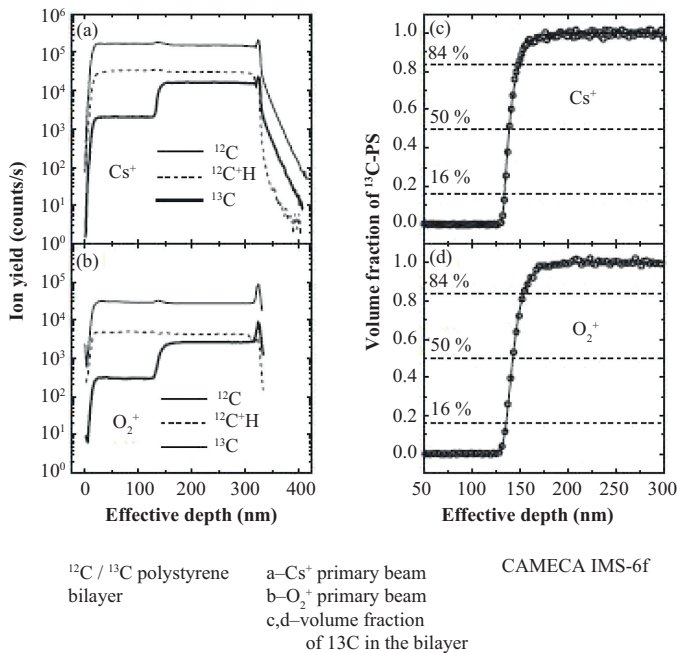 (a)
10⁶
10⁵
10⁴
10³
10²
10¹
10⁰
Cs⁺
¹²C
¹²C⁺H
¹³C
(b)
10⁵
10⁴
10³
10²
10¹
10⁰
O₂⁺
¹²C
¹²C⁺H
¹³C
0 100 200 300 400
Effective depth (nm)
Ion yield (counts/s)
(c)
1.0
0.8
0.6
0.4
0.2
0.0
84 %
50 %
16 %
Cs⁺
(d)
1.0
0.8
0.6
0.4
0.2
0.0
84 %
50 %
16 %
O₂⁺
50 100 150 200 250 300
Effective depth (nm)
Volume fraction of ¹³C-PS
¹²C / ¹³C polystyrene
bilayer
a–Cs⁺ primary beam
b–O₂⁺ primary beam
c,d–volume fraction
of 13C in the bilayer
CAMECA IMS-6f